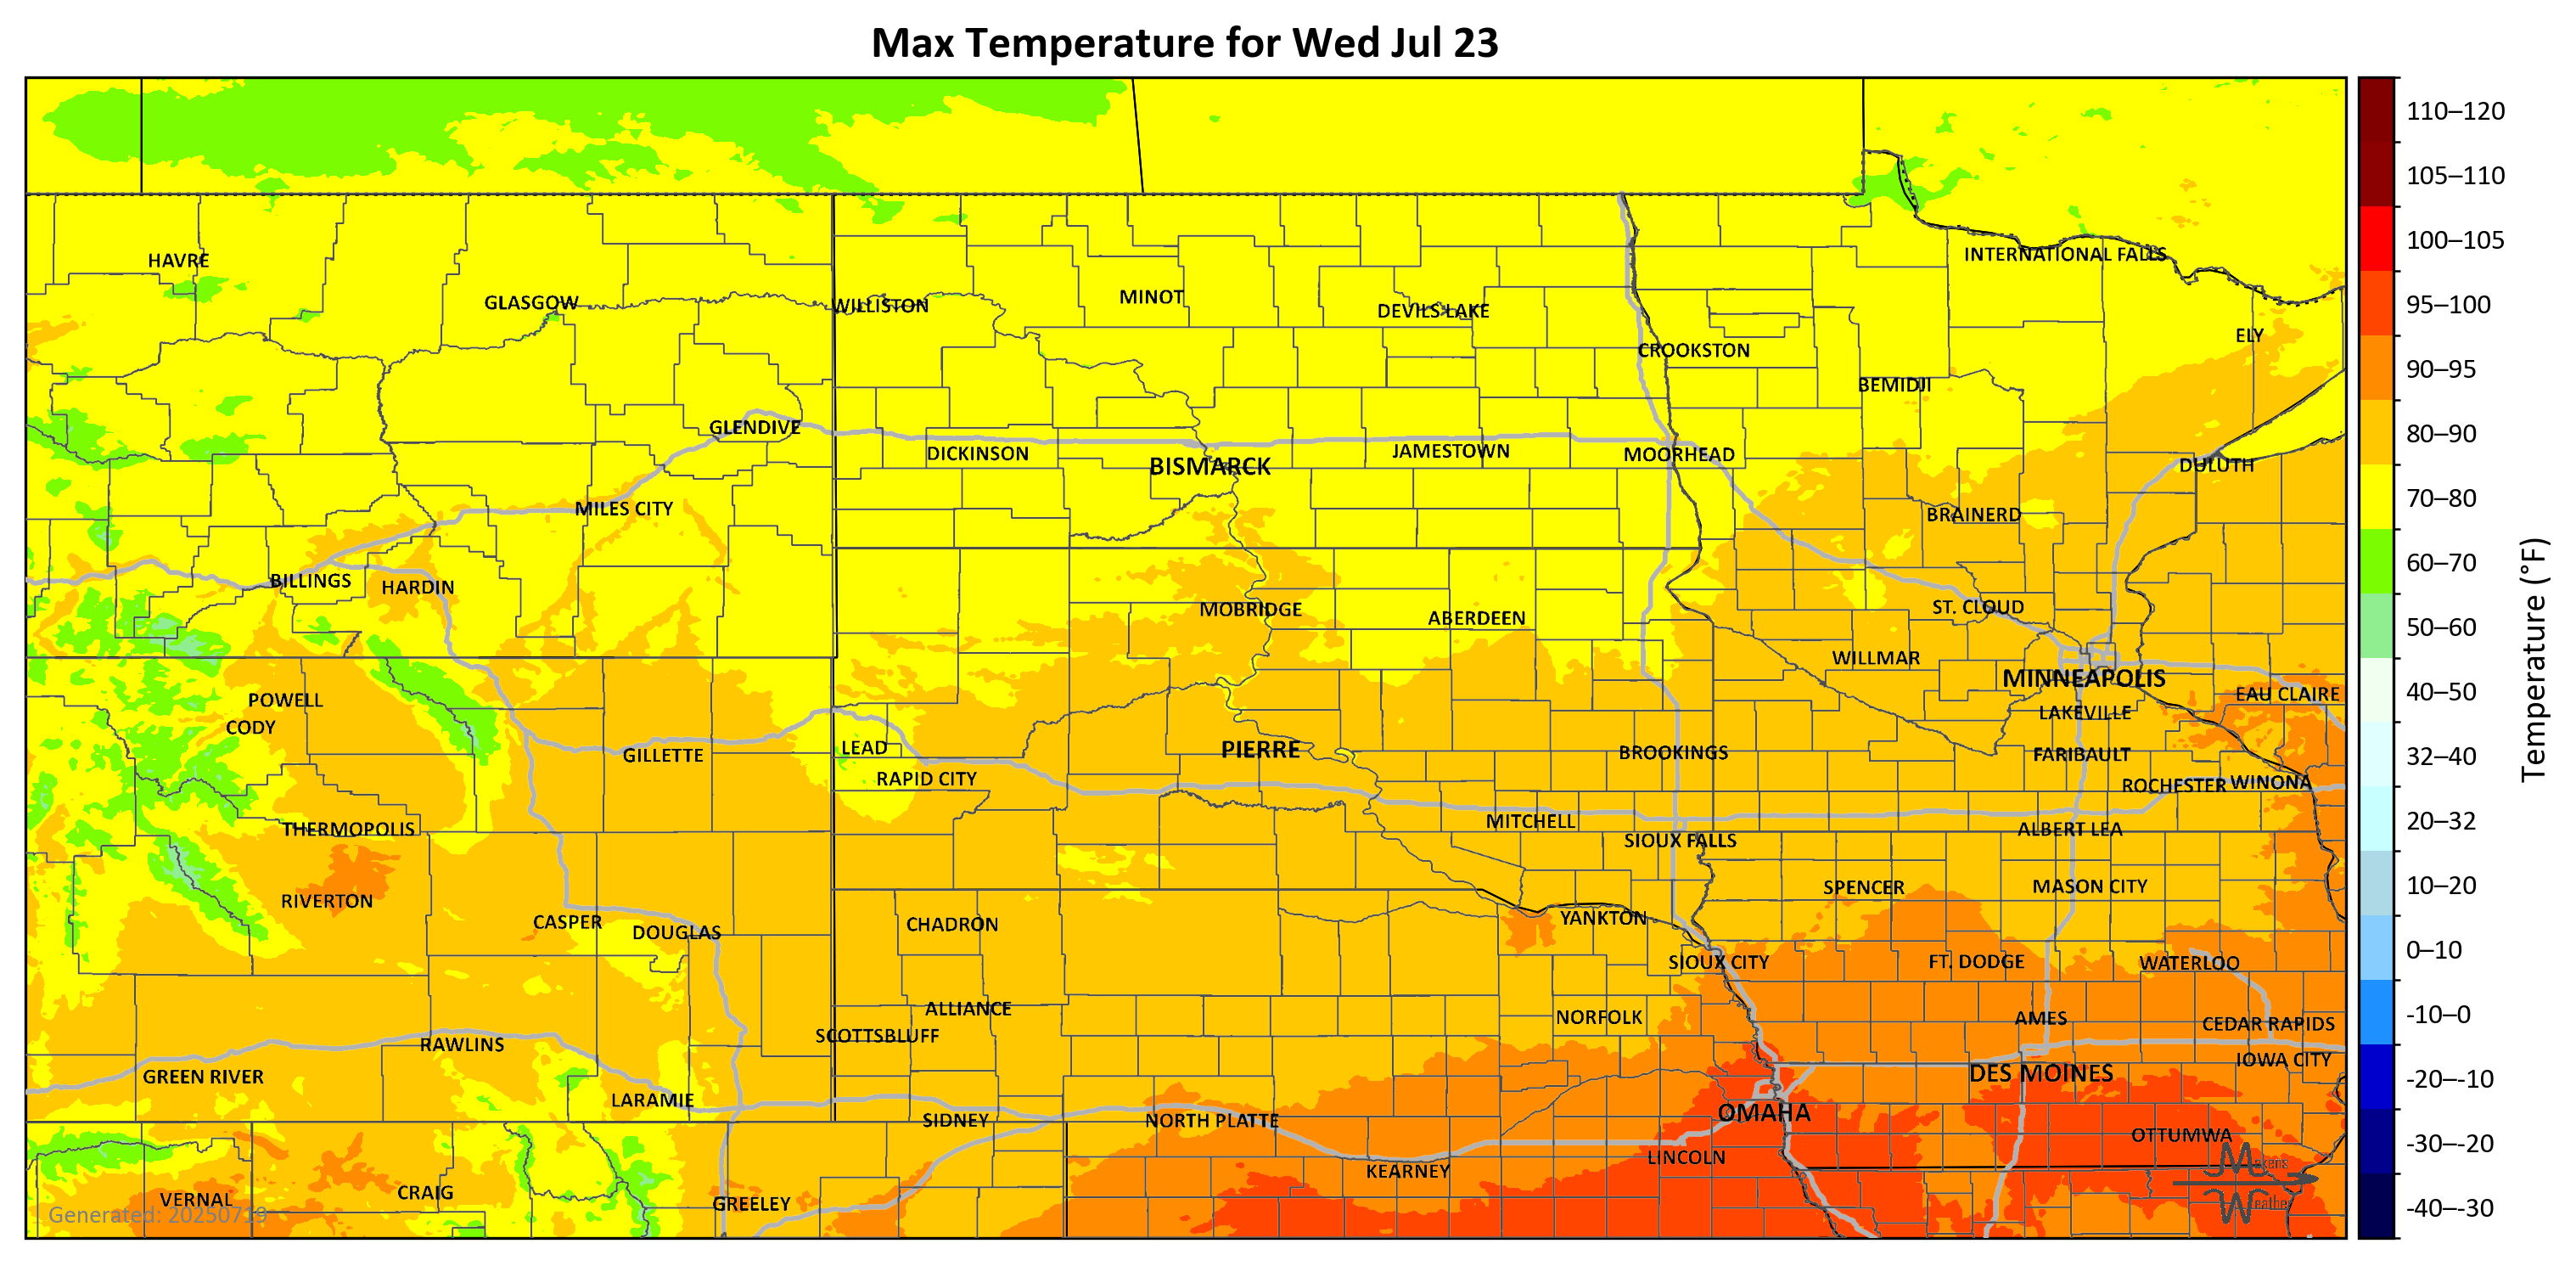 Max Temperature for Wed Jul 23
110–120
105–110
100–105
95–100
90–95
80–90
70–80
60–70
50–60
40–50
32–40
20–32
10–20
0–10
-10–0
-20–-10
-30–-20
-40–-30
Temperature (°F)
HAVRE
INTERNATIONAL FALLS
GLASGOW
WILLISTON
MINOT
DEVILS LAKE
ELY
CROOKSTON
BEMIDJI
GLENDIVE
DICKINSON
BISMARCK
JAMESTOWN
MOORHEAD
DULUTH
MILES CITY
BRAINERD
BILLINGS
HARDIN
MOBRIDGE
ABERDEEN
ST. CLOUD
WILLMAR
MINNEAPOLIS
EAU CLAIRE
POWELL
CODY
LAKEVILLE
GILLETTE
LEAD
PIERRE
BROOKINGS
FARIBAULT
RAPID CITY
ROCHESTER
WINONA
THERMOPOLIS
MITCHELL
SIOUX FALLS
ALBERT LEA
RIVERTON
SPENCER
MASON CITY
CASPER
DOUGLAS
CHADRON
YANKTON
SIOUX CITY
FT. DODGE
WATERLOO
ALLIANCE
NORFOLK
AMES
CEDAR RAPIDS
SCOTTSBLUFF
RAWLINS
IOWA CITY
GREEN RIVER
DES MOINES
LARAMIE
SIDNEY
NORTH PLATTE
OMAHA
OTTUMWA
LINCOLN
KEARNEY
VERNAL
CRAIG
GREELEY
Generated: 20250719
Makens
Weather